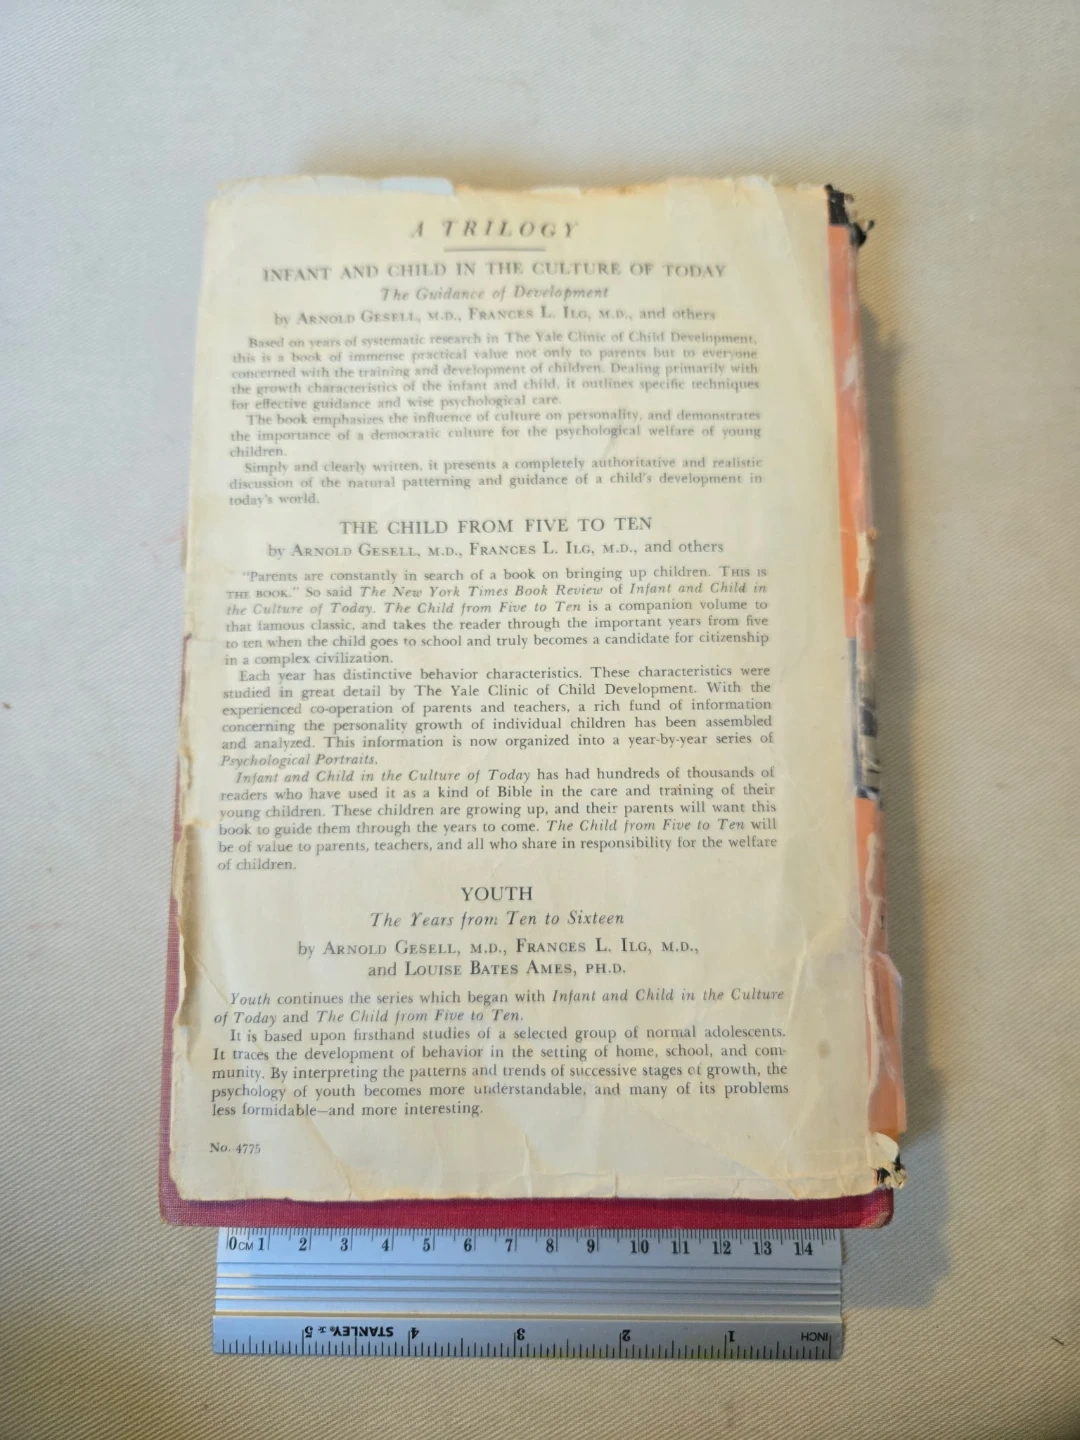 A TRILOGY
INFANT AND CHILD IN THE CULTURE OF TODAY
The Guidance of Development
by ARNOLD GESELL, M.D., FRANCES L. ILG, M.D., and others
Based on years of systematic research in The Yale Clinic of Child Development,
this is a book of immense practical value not only to parents but to everyone
concerned with the training and development of children. Dealing primarily with
the growth characteristics of the infant and child, it outlines specific techniques
for effective guidance and wise psychological care.
The book emphasizes the influence of culture on personality, and demonstrates
the importance of a democratic culture for the psychological welfare of young
children.
Simply and clearly written, it presents a completely authoritative and realistic
discussion of the natural patterning and guidance of a child's development in
today's world.
THE CHILD FROM FIVE TO TEN
by ARNOLD GESELL, M.D., FRANCES L. ILG, M.D., and others
"Parents are constantly in search of a book on bringing up children. THIS IS
THE BOOK." So said The New York Times Book Review of Infant and Child in
the Culture of Today. The Child from Five to Ten is a companion volume to
that famous classic, and takes the reader through the important years from five
to ten when the child goes to school and truly becomes a candidate for citizenship
in a complex civilization.
Each year has distinctive behavior characteristics. These characteristics were
studied in great detail by The Yale Clinic of Child Development. With the
experienced co-operation of parents and teachers, a rich fund of information
concerning the personality growth of individual children has been assembled
and analyzed. This information is now organized into a year-by-year series of
Psychological Portraits.
Infant and Child in the Culture of Today has had hundreds of thousands of
readers who have used it as a kind of Bible in the care and training of their
young children. These children are growing up, and their parents will want this
book to guide them through the years to come. The Child from Five to Ten will
be of value to parents, teachers, and all who share in responsibility for the welfare
of children.
YOUTH
The Years from Ten to Sixteen
by ARNOLD GESELL, M.D., FRANCES L. ILG, M.D.,
and LOUISE BATES AMES, PH.D.
Youth continues the series which began with Infant and Child in the Culture
of Today and The Child from Five to Ten.
It is based upon firsthand studies of a selected group of normal adolescents.
It traces the development of behavior in the setting of home, school, and com-
munity. By interpreting the patterns and trends of successive stages of growth, the
psychology of youth becomes more understandable, and many of its problems
less formidable—and more interesting.
No. 4775
0 CM 1 2 3 4 5 6 7 8 9 10 11 12 13 14
INCH 1 2 3 4 STANLEY® 5